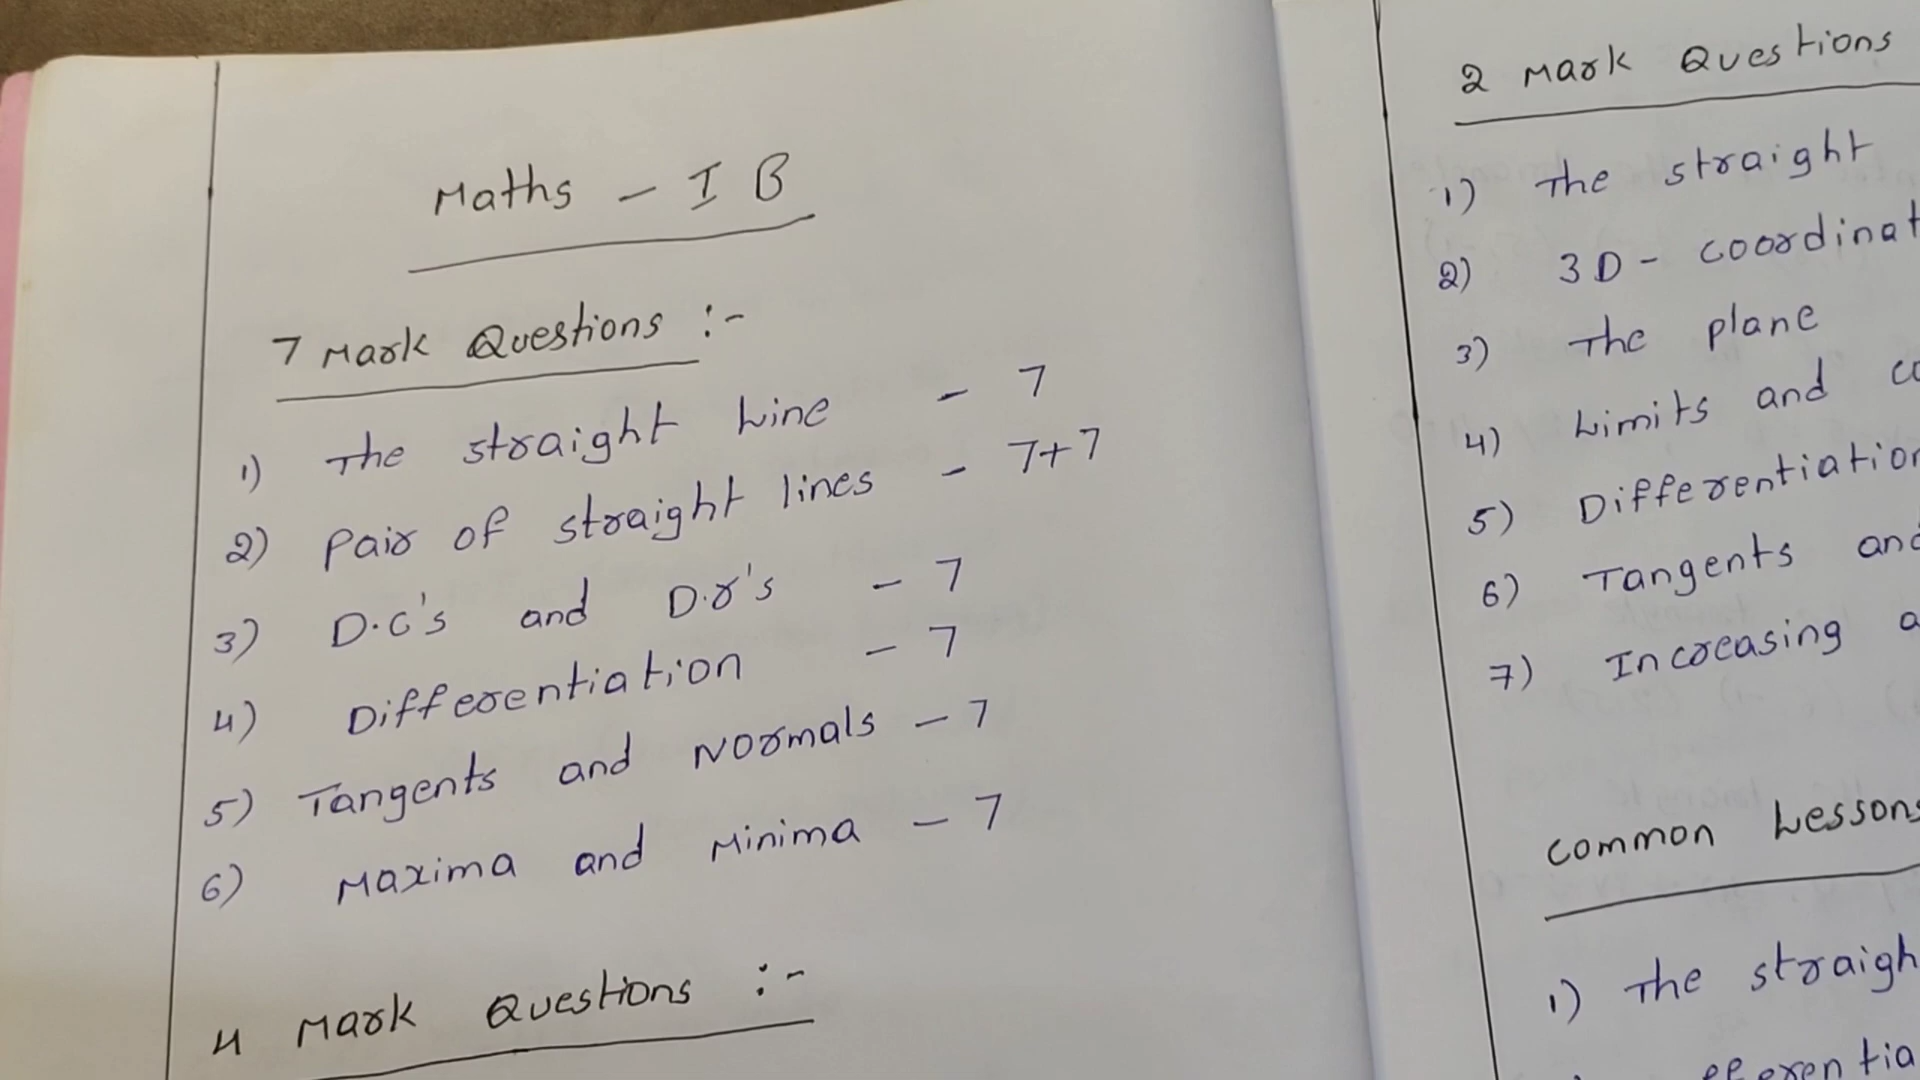 Maths - I B
7 Mark Questions :-
1) The straight Line - 7
2) Pair of straight lines - 7+7
3) D.C's and D.r's - 7
4) Differentiation - 7
5) Tangents and Normals - 7
6) Maxima and Minima - 7
4 Mark Questions :-
2 Mark Questions
1) The straight
2) 3D - coordinat
3) The plane
4) Limits and co
5) Differentiation
6) Tangents and
7) Increasing a
Common Lessons
1) The straigh
fferentia